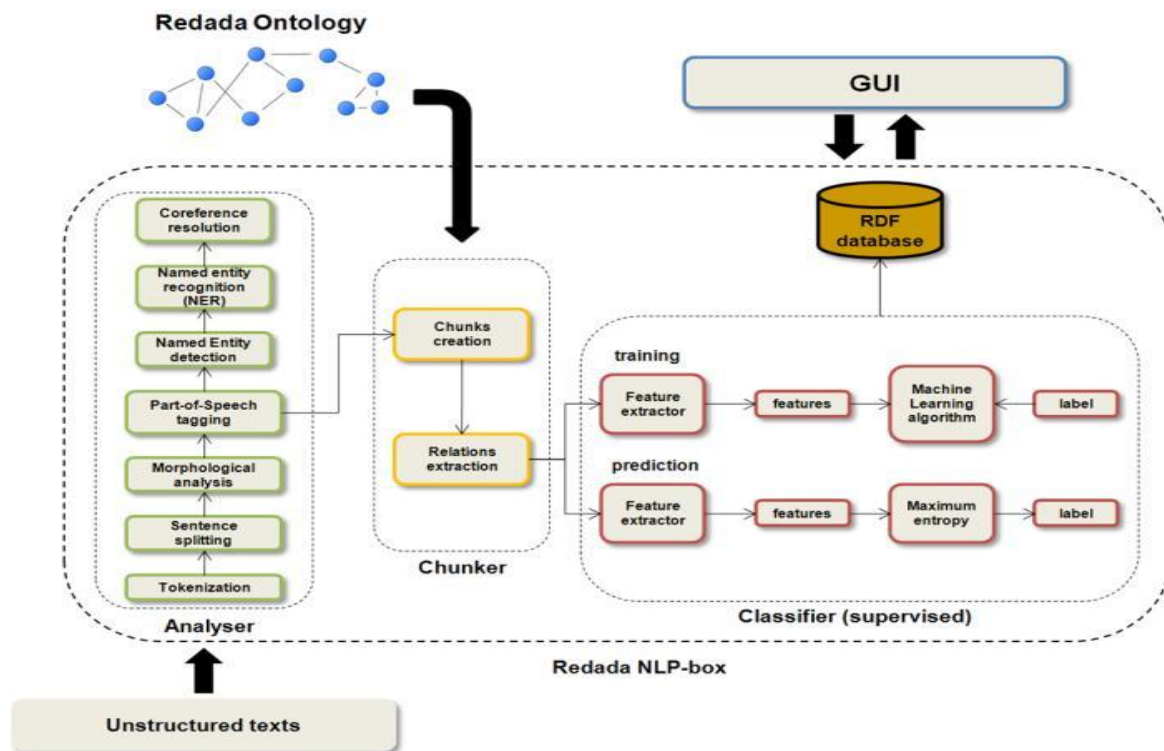 Redada Ontology
GUI
RDF
database
Coreference
resolution
Named entity
recognition
(NER)
Named Entity
detection
Part-of-Speech
tagging
Morphological
analysis
Sentence
splitting
Tokenization
Analyser
Chunks
creation
Relations
extraction
Chunker
training
Feature
extractor
features
Machine
Learning
algorithm
label
prediction
Feature
extractor
features
Maximum
entropy
label
Classifier (supervised)
Redada NLP-box
Unstructured texts